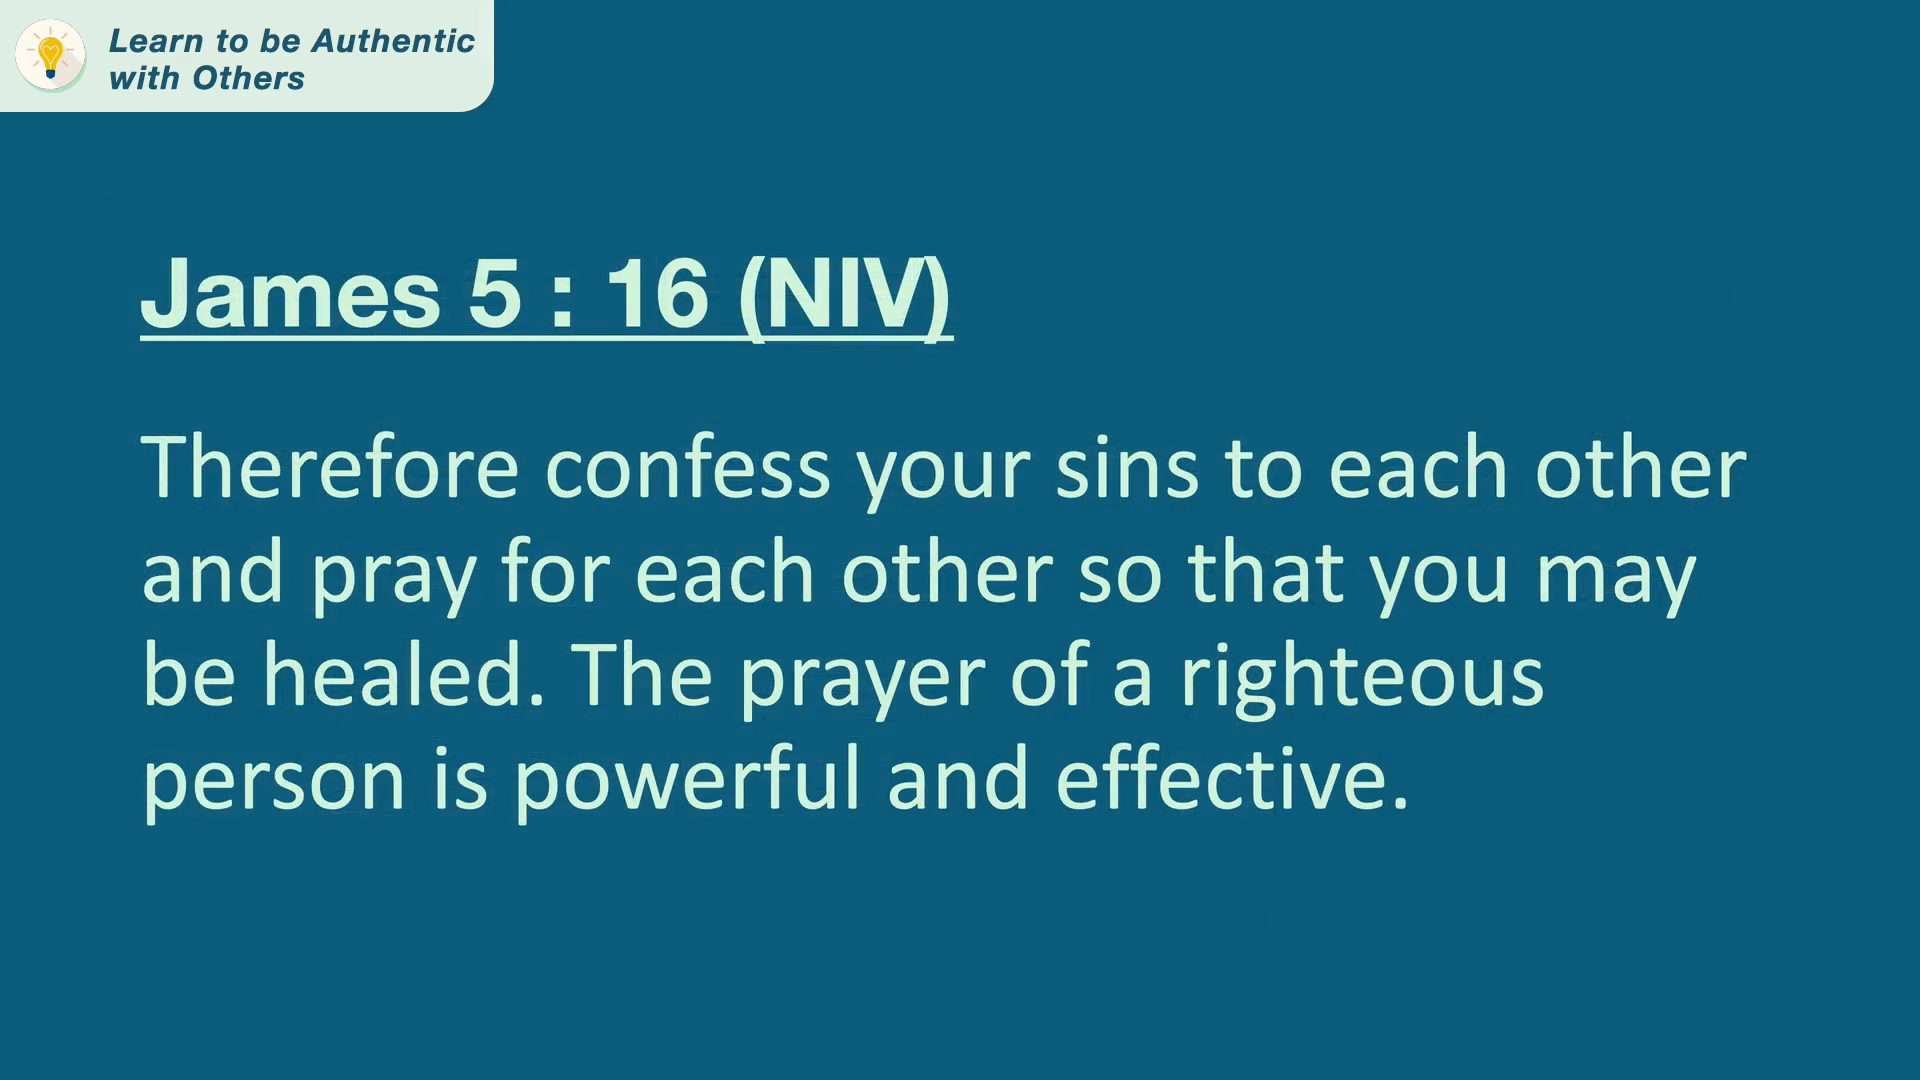 Learn to be Authentic
with Others
James 5 : 16 (NIV)
Therefore confess your sins to each other
and pray for each other so that you may
be healed. The prayer of a righteous
person is powerful and effective.